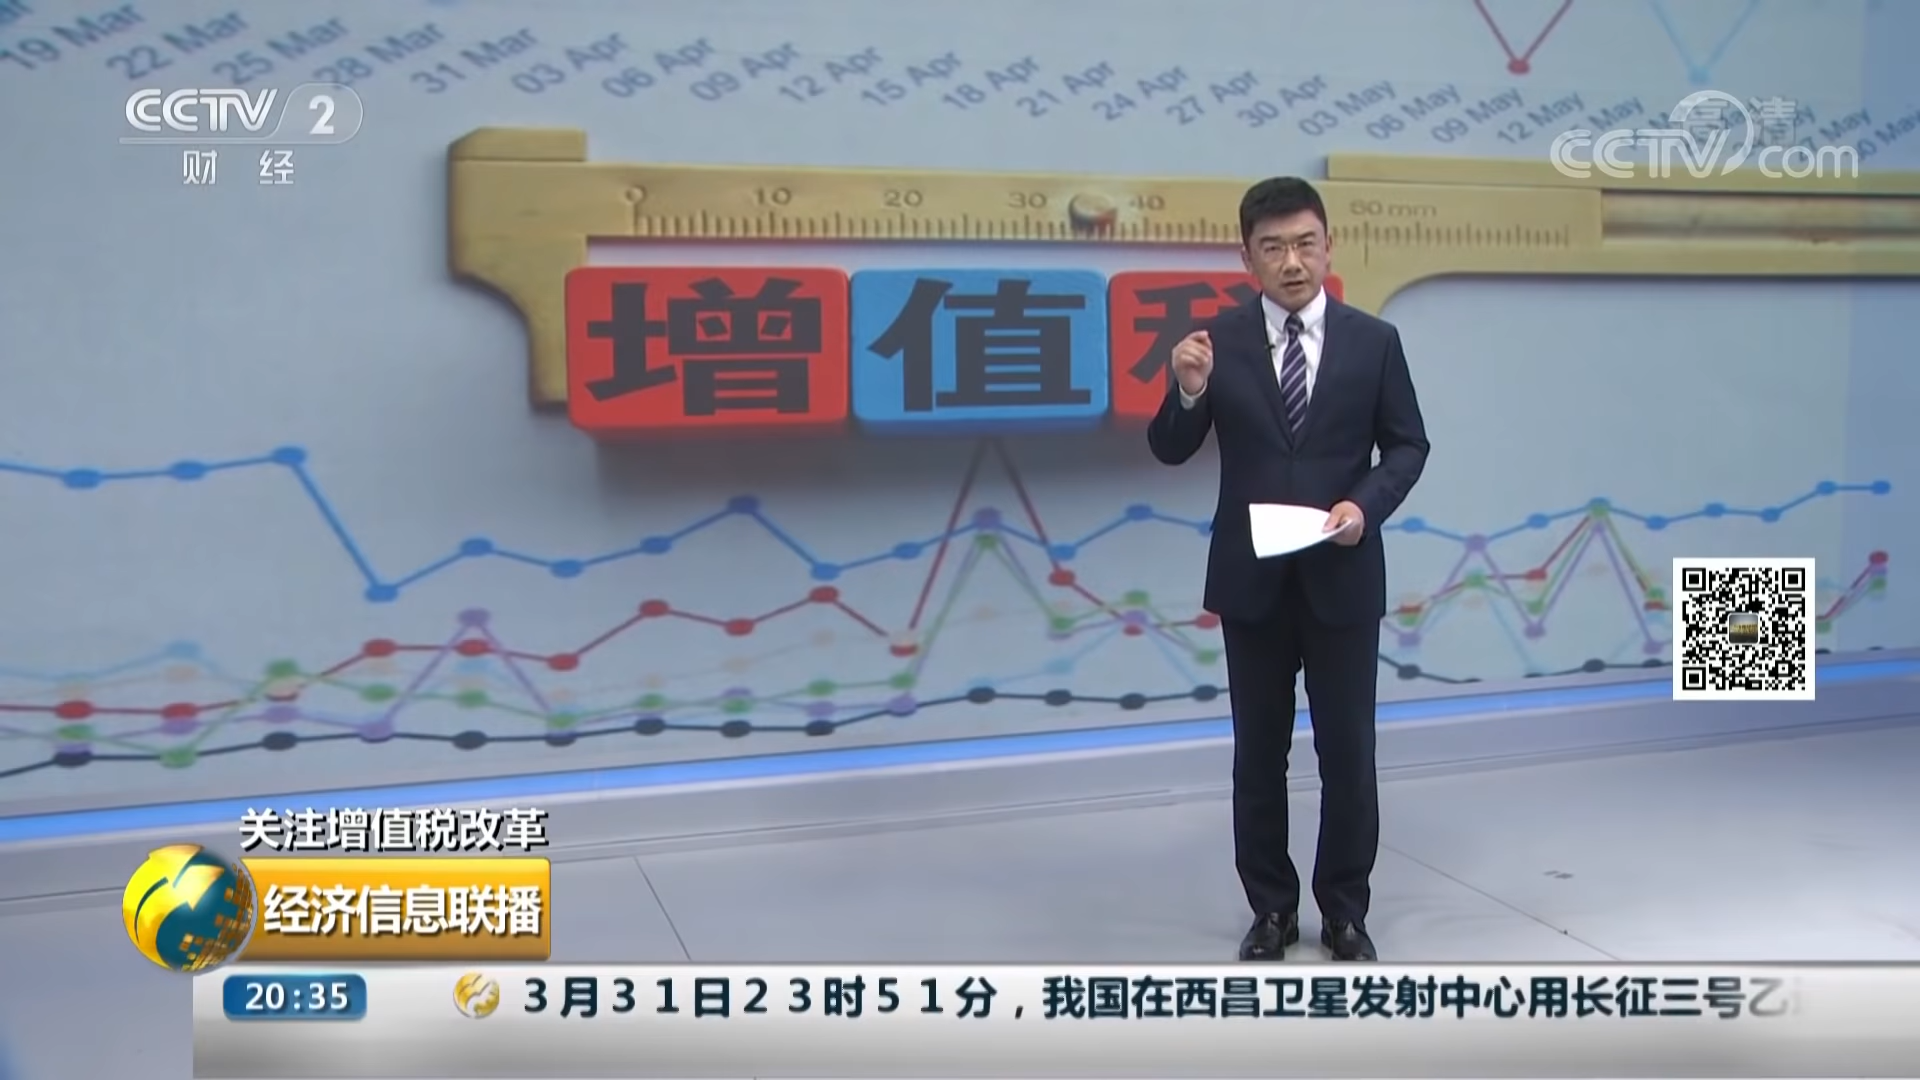 19 Mar 22 Mar 25 Mar 28 Mar 31 Mar 03 Apr 06 Apr 09 Apr 12 Apr 15 Apr 18 Apr 21 Apr 24 Apr 27 Apr 30 Apr 03 May 06 May 09 May 12 May
CCTV 2
财 经
高清
CCTV.com
0 10 20 30 40 60 mm
增值
关注增值税改革
经济信息联播
20:35
3月31日23时51分，我国在西昌卫星发射中心用长征三号乙